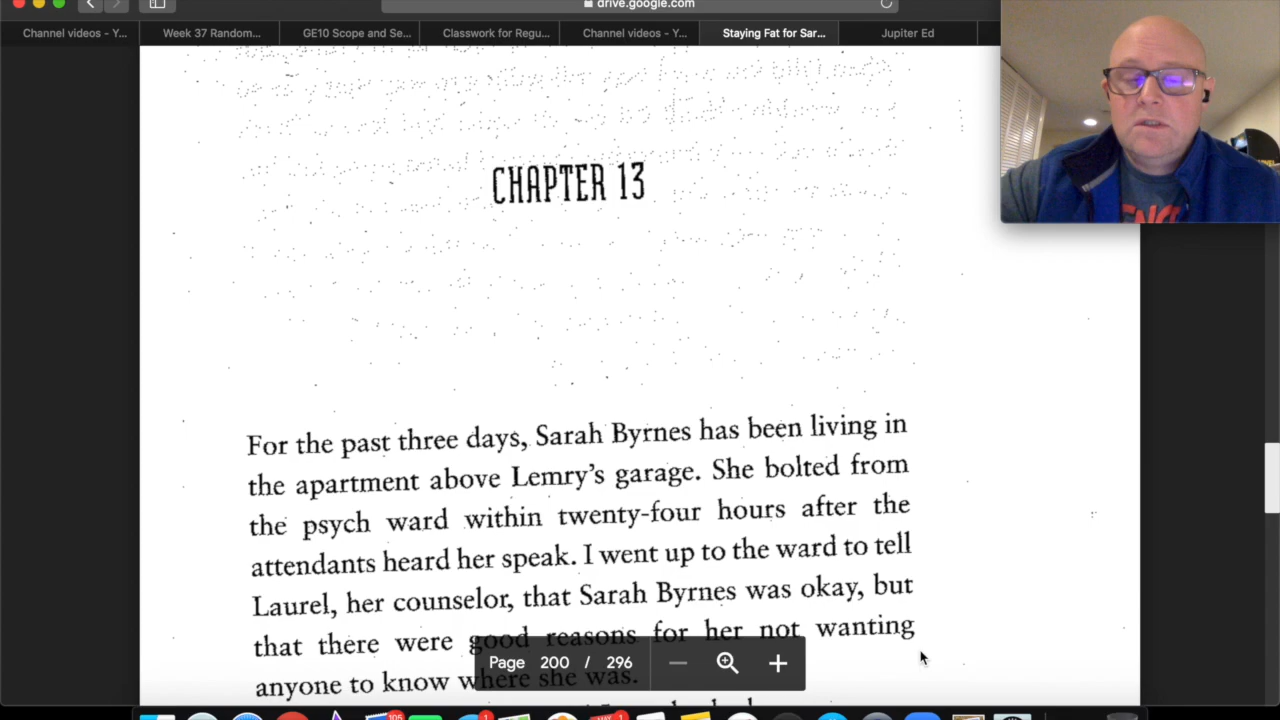 drive.google.com
Channel videos - Y...
Week 37 Random...
GE10 Scope and Se...
Classwork for Regu...
Channel videos - Y...
Staying Fat for Sar...
Jupiter Ed
CHAPTER 13
For the past three days, Sarah Byrnes has been living in
the apartment above Lemry's garage. She bolted from
the psych ward within twenty-four hours after the
attendants heard her speak. I went up to the ward to tell
Laurel, her counselor, that Sarah Byrnes was okay, but
that there were good reasons for her not wanting
anyone to know where she was.
Page 200 / 296